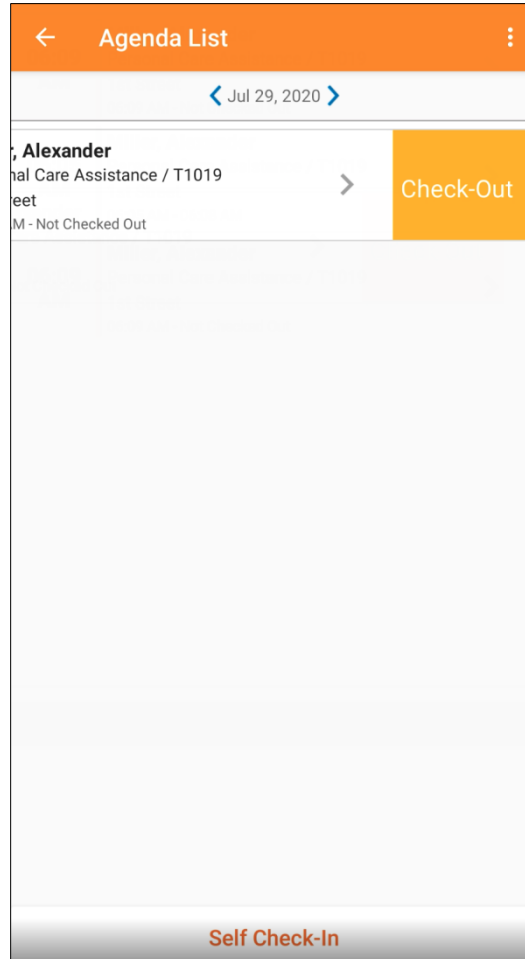 Agenda List
Jul 29, 2020
, Alexander
nal Care Assistance / T1019
reet
M - Not Checked Out
Check-Out
Self Check-In